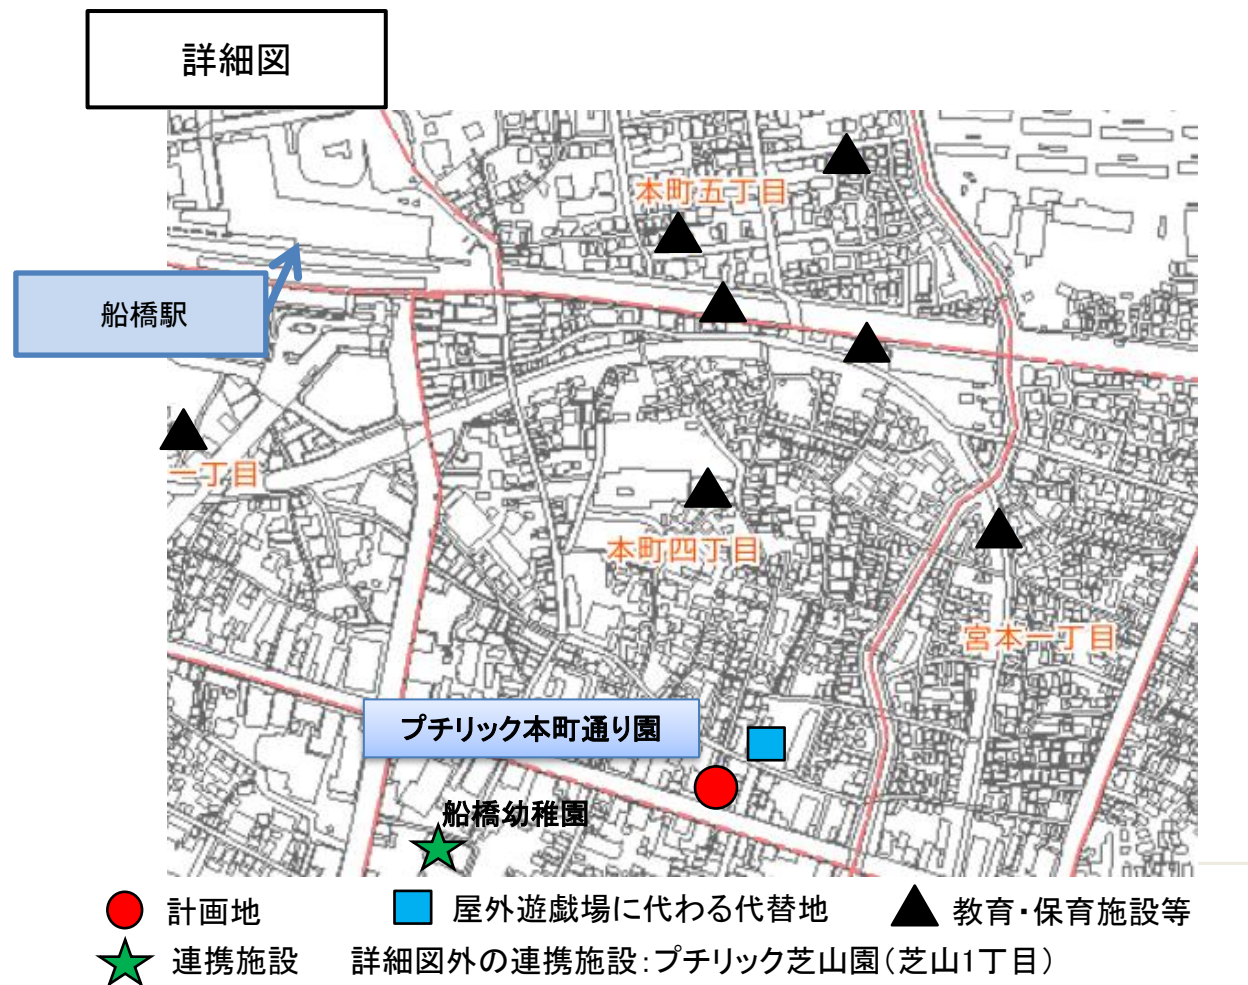 詳細図
本町五丁目
船橋駅
一丁目
本町四丁目
宮本一丁目
プチリック本町通り園
船橋幼稚園
計画地
屋外遊戯場に代わる代替地
教育・保育施設等
連携施設
詳細図外の連携施設：プチリック芝山園（芝山1丁目）